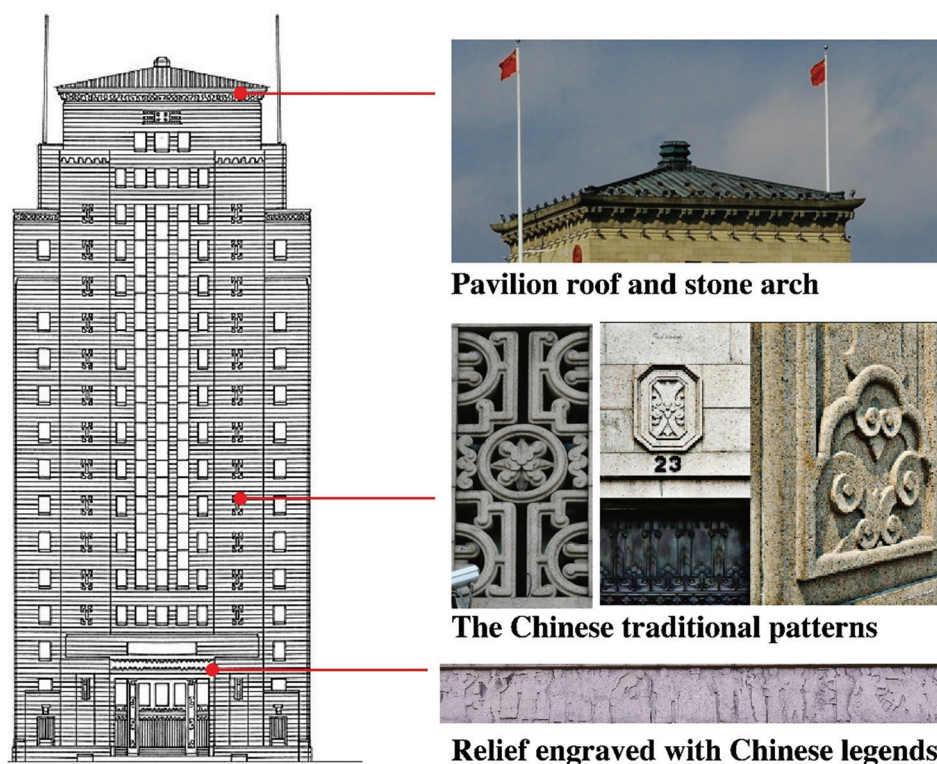 Pavilion roof and stone arch
23
The Chinese traditional patterns
Relief engraved with Chinese legends